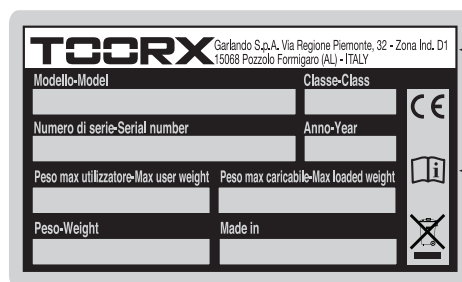 TOORX
Garlando S.p.A. Via Regione Piemonte, 32 - Zona Ind. D1
15068 Pozzolo Formigaro (AL) - ITALY
Modello-Model Classe-Class
Numero di serie-Serial number Anno-Year
Peso max utilizzatore-Max user weight Peso max caricabile-Max loaded weight
Peso-Weight Made in
CE
i